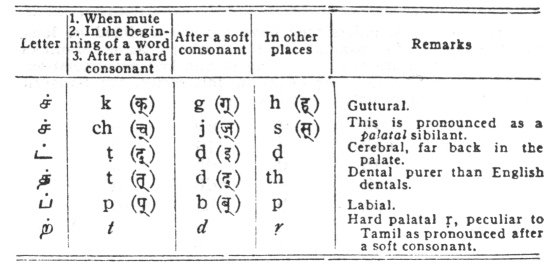 Letter | 1. When mute 2. In the begin-ning of a word 3. After a hard consonant | After a soft consonant | In other places | Remarks
ச் k (क्) g (ग्) h (ह्) Guttural.
ச் ch (च्) j (ज्) s (स्) This is pronounced as a
palatal sibilant.
ட் ṭ (ट्) ḍ (ड्) ḍ Cerebral, far back in the
palate.
த் t (त्) d (द्) th Dental purer than English
dentals.
ப் p (प्) b (ब्) p Labial.
ற் t d ṛ Hard palatal ṛ, peculiar to
Tamil as pronounced after
a soft consonant.